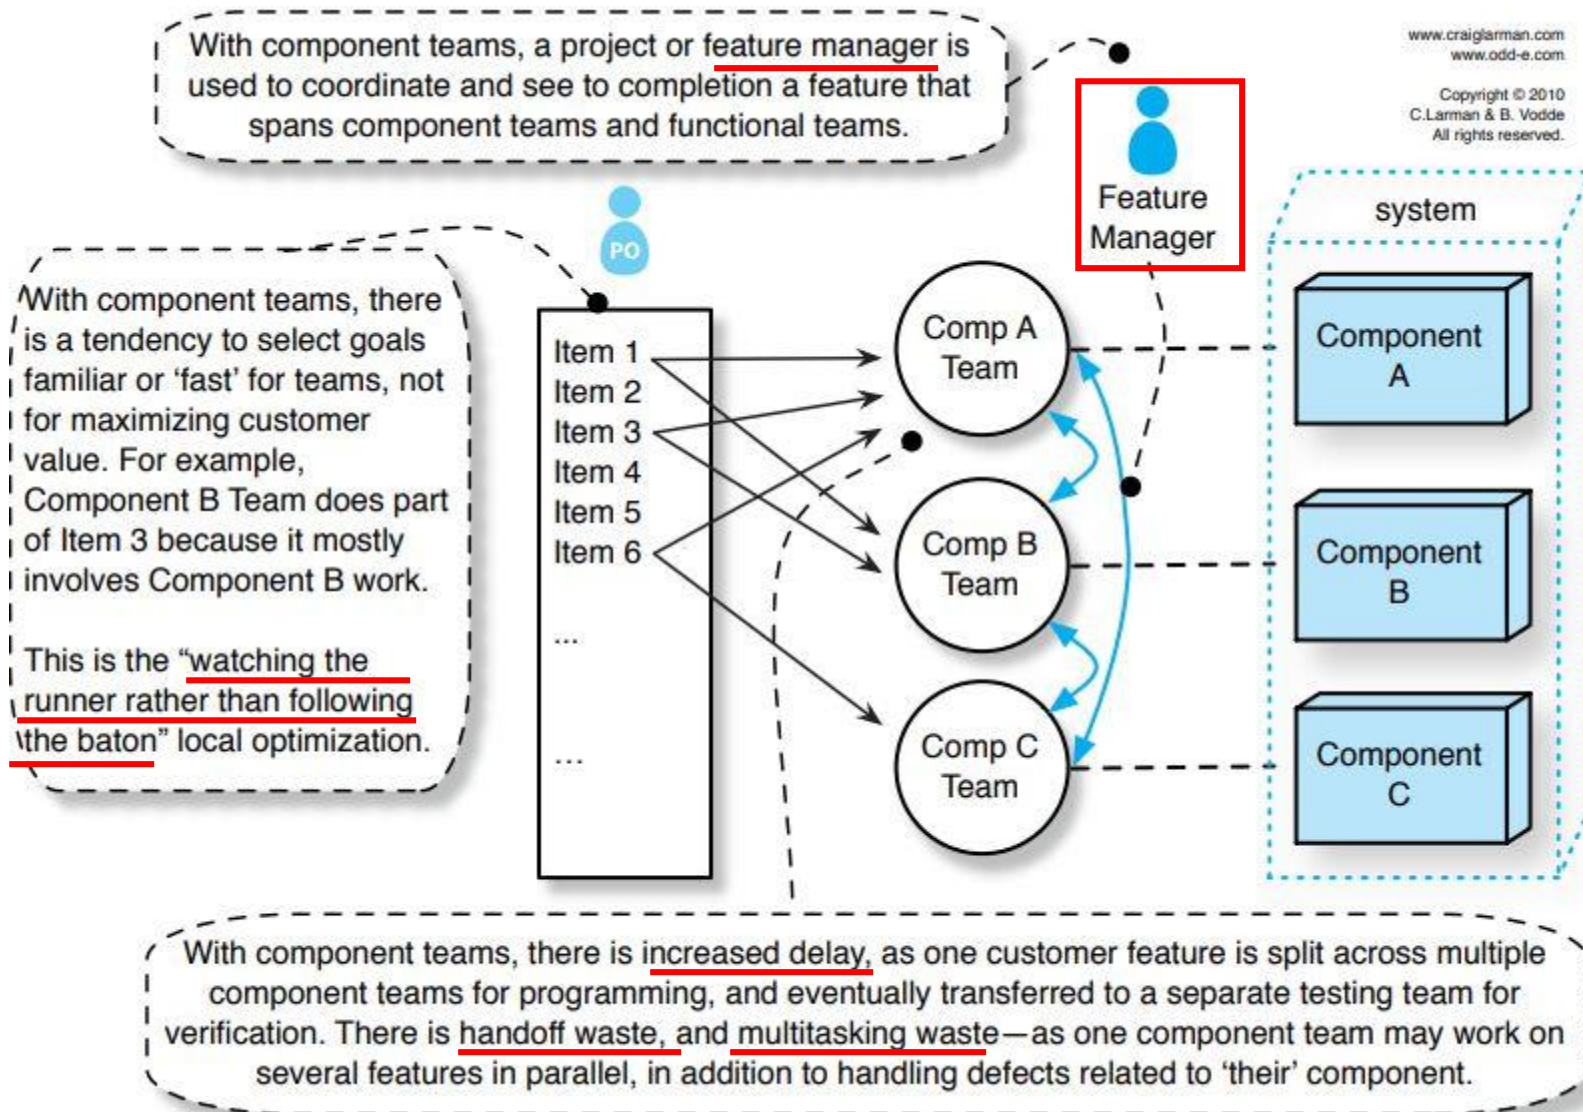 With component teams, a project or feature manager is
used to coordinate and see to completion a feature that
spans component teams and functional teams.
www.craiglarman.com
www.odd-e.com
Copyright © 2010
C.Larman & B. Vodde
All rights reserved.
Feature
Manager
PO
system
With component teams, there
is a tendency to select goals
familiar or ‘fast’ for teams, not
for maximizing customer
value. For example,
Component B Team does part
of Item 3 because it mostly
involves Component B work.
This is the “watching the
runner rather than following
the baton” local optimization.
Item 1
Item 2
Item 3
Item 4
Item 5
Item 6
...
...
Comp A
Team
Comp B
Team
Comp C
Team
Component
A
Component
B
Component
C
With component teams, there is increased delay, as one customer feature is split across multiple
component teams for programming, and eventually transferred to a separate testing team for
verification. There is handoff waste, and multitasking waste—as one component team may work on
several features in parallel, in addition to handling defects related to ‘their’ component.